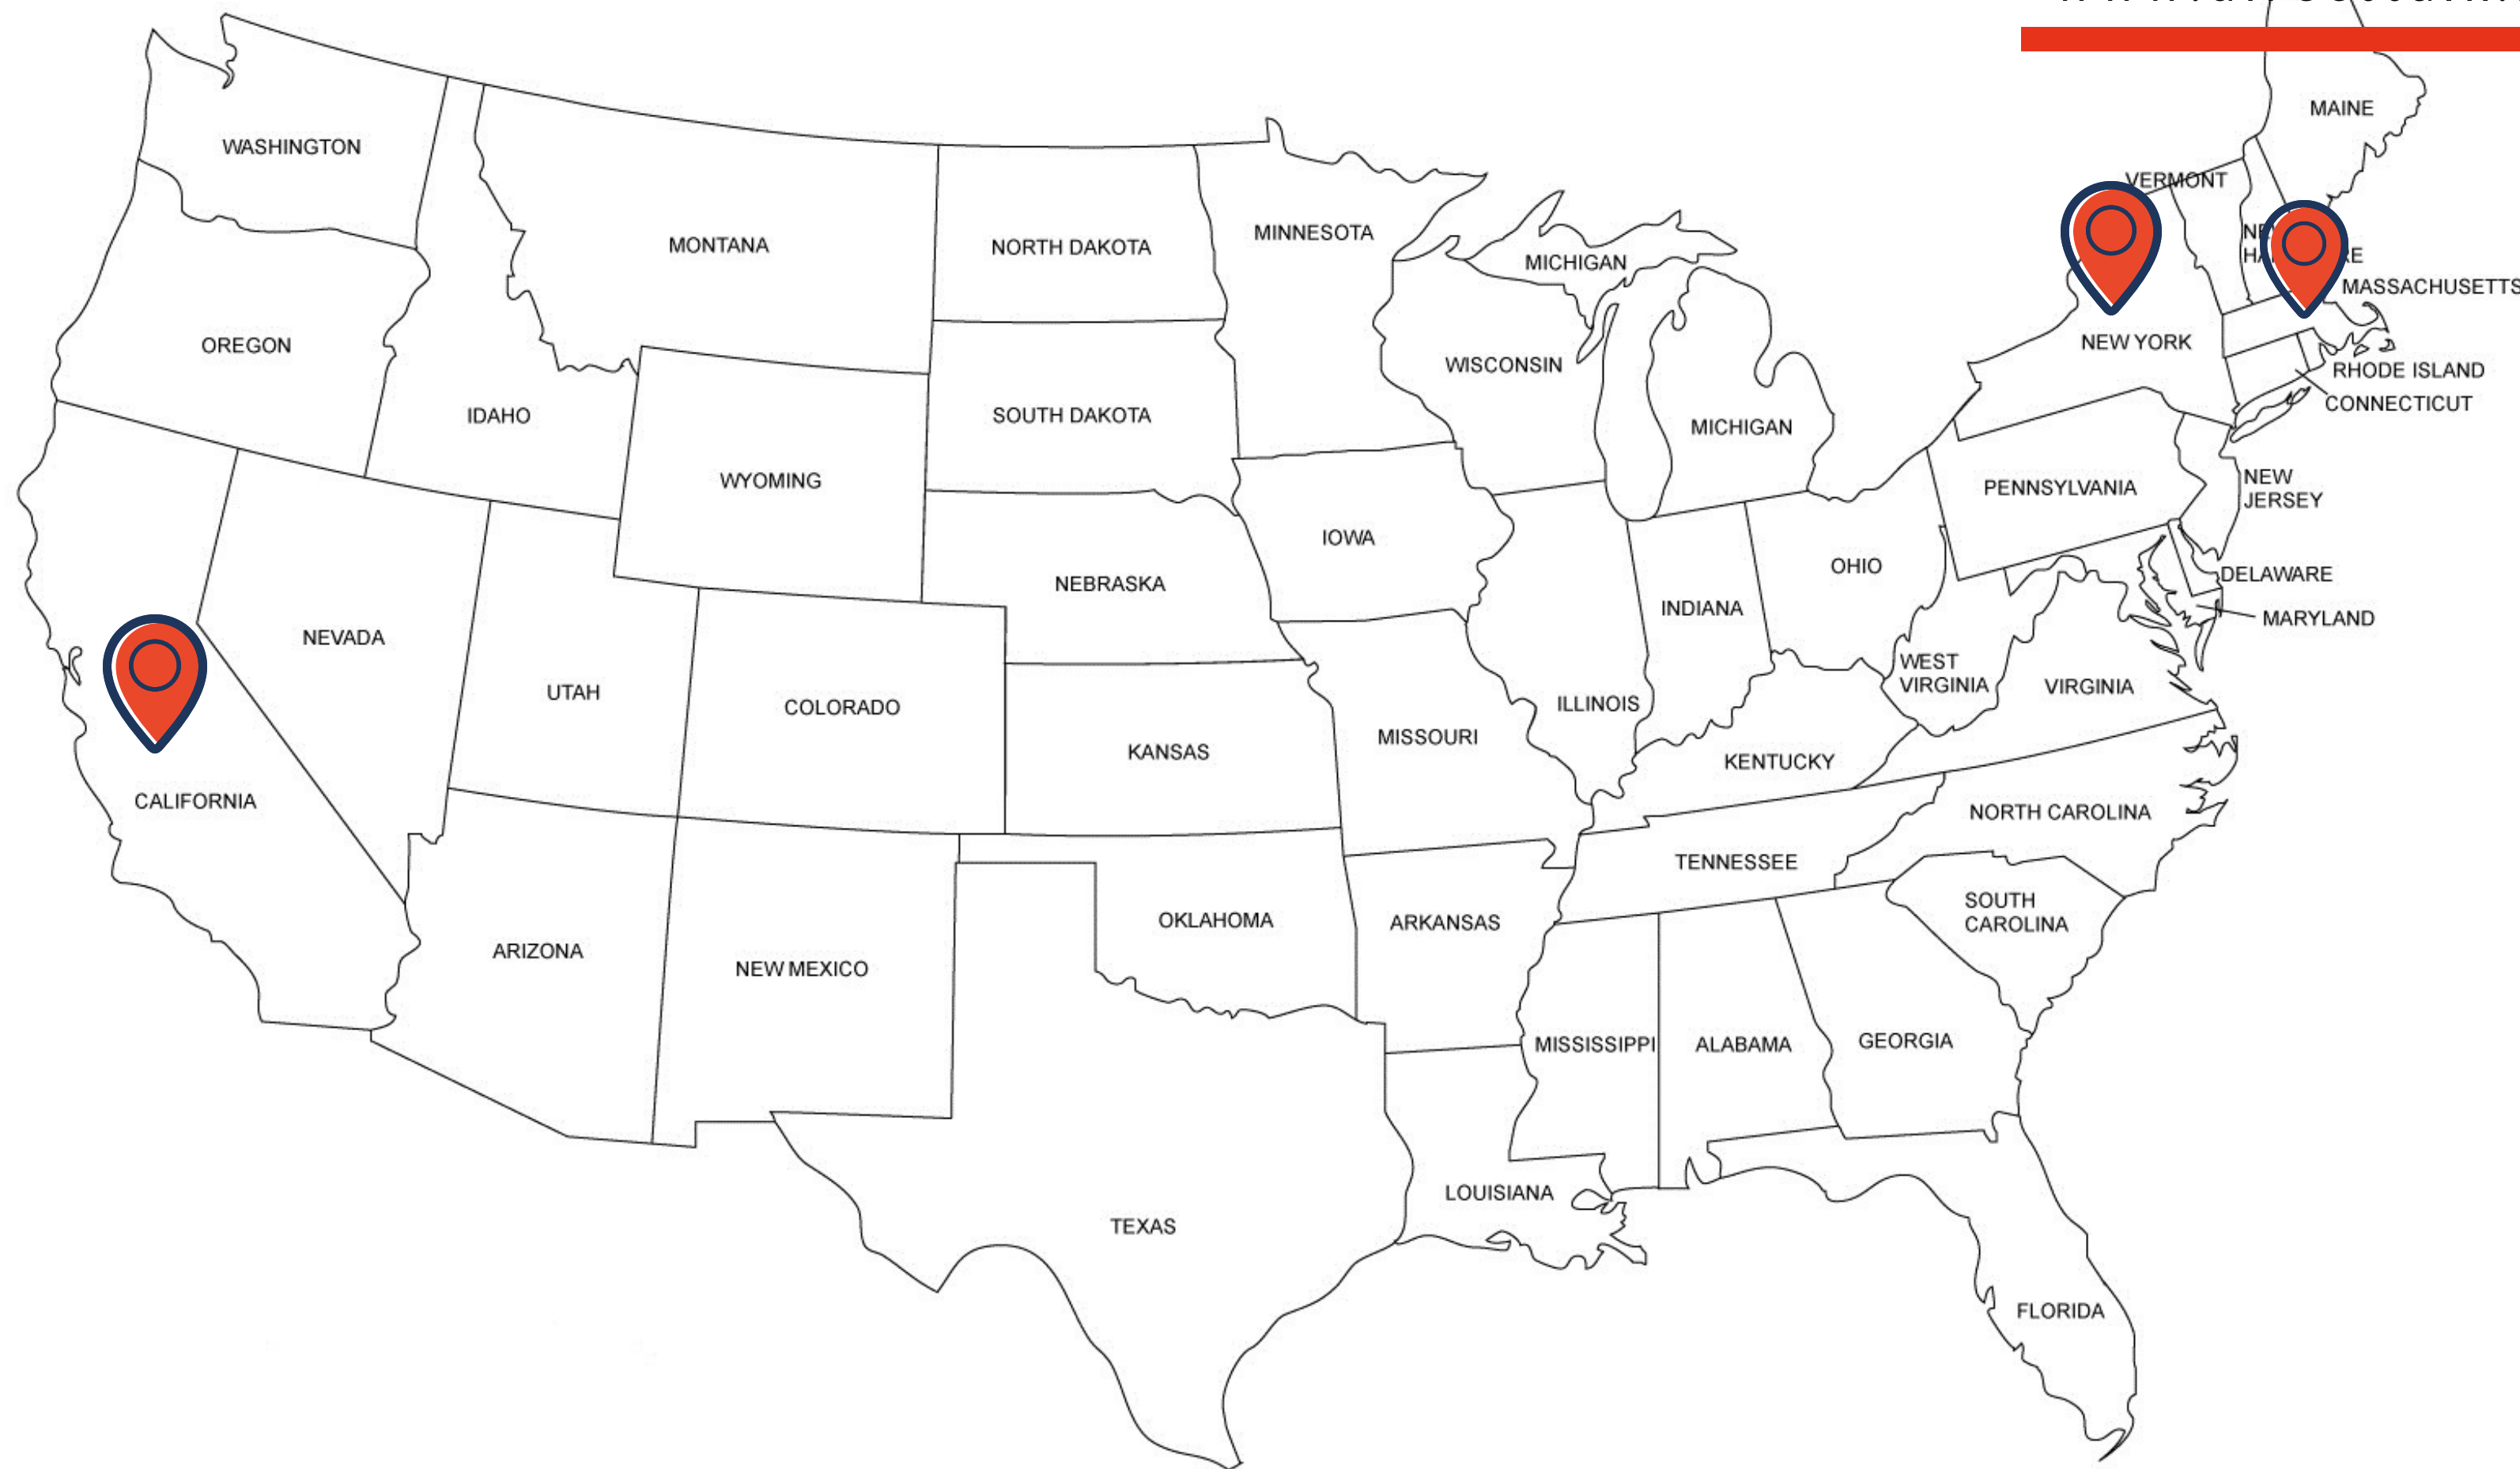 MAINE
WASHINGTON
VERMONT
MONTANA
NORTH DAKOTA
MINNESOTA
MICHIGAN
MASSACHUSETTS
OREGON
NEW YORK
WISCONSIN
RHODE ISLAND
CONNECTICUT
IDAHO
SOUTH DAKOTA
MICHIGAN
WYOMING
PENNSYLVANIA
NEW
JERSEY
IOWA
OHIO
NEBRASKA
DELAWARE
INDIANA
MARYLAND
NEVADA
WEST
VIRGINIA
VIRGINIA
UTAH
COLORADO
ILLINOIS
MISSOURI
KANSAS
KENTUCKY
CALIFORNIA
NORTH CAROLINA
TENNESSEE
SOUTH
CAROLINA
OKLAHOMA
ARKANSAS
ARIZONA
NEW MEXICO
MISSISSIPPI
ALABAMA
GEORGIA
LOUISIANA
TEXAS
FLORIDA